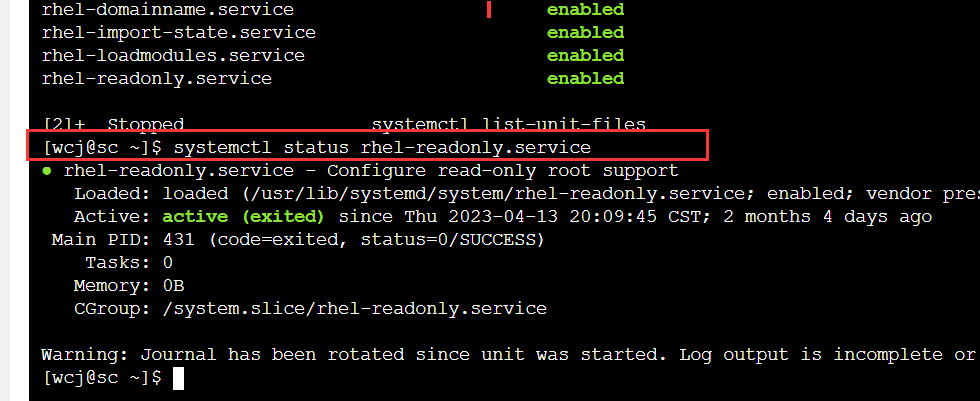 rhel-domainname.service enabled
rhel-import-state.service enabled
rhel-loadmodules.service enabled
rhel-readonly.service enabled
[2]+ Stopped systemctl list-unit-files
[wcj@sc ~]$ systemctl status rhel-readonly.service
● rhel-readonly.service - Configure read-only root support
Loaded: loaded (/usr/lib/systemd/system/rhel-readonly.service; enabled; vendor pres
Active: active (exited) since Thu 2023-04-13 20:09:45 CST; 2 months 4 days ago
Main PID: 431 (code=exited, status=0/SUCCESS)
Tasks: 0
Memory: 0B
CGroup: /system.slice/rhel-readonly.service
Warning: Journal has been rotated since unit was started. Log output is incomplete or
[wcj@sc ~]$